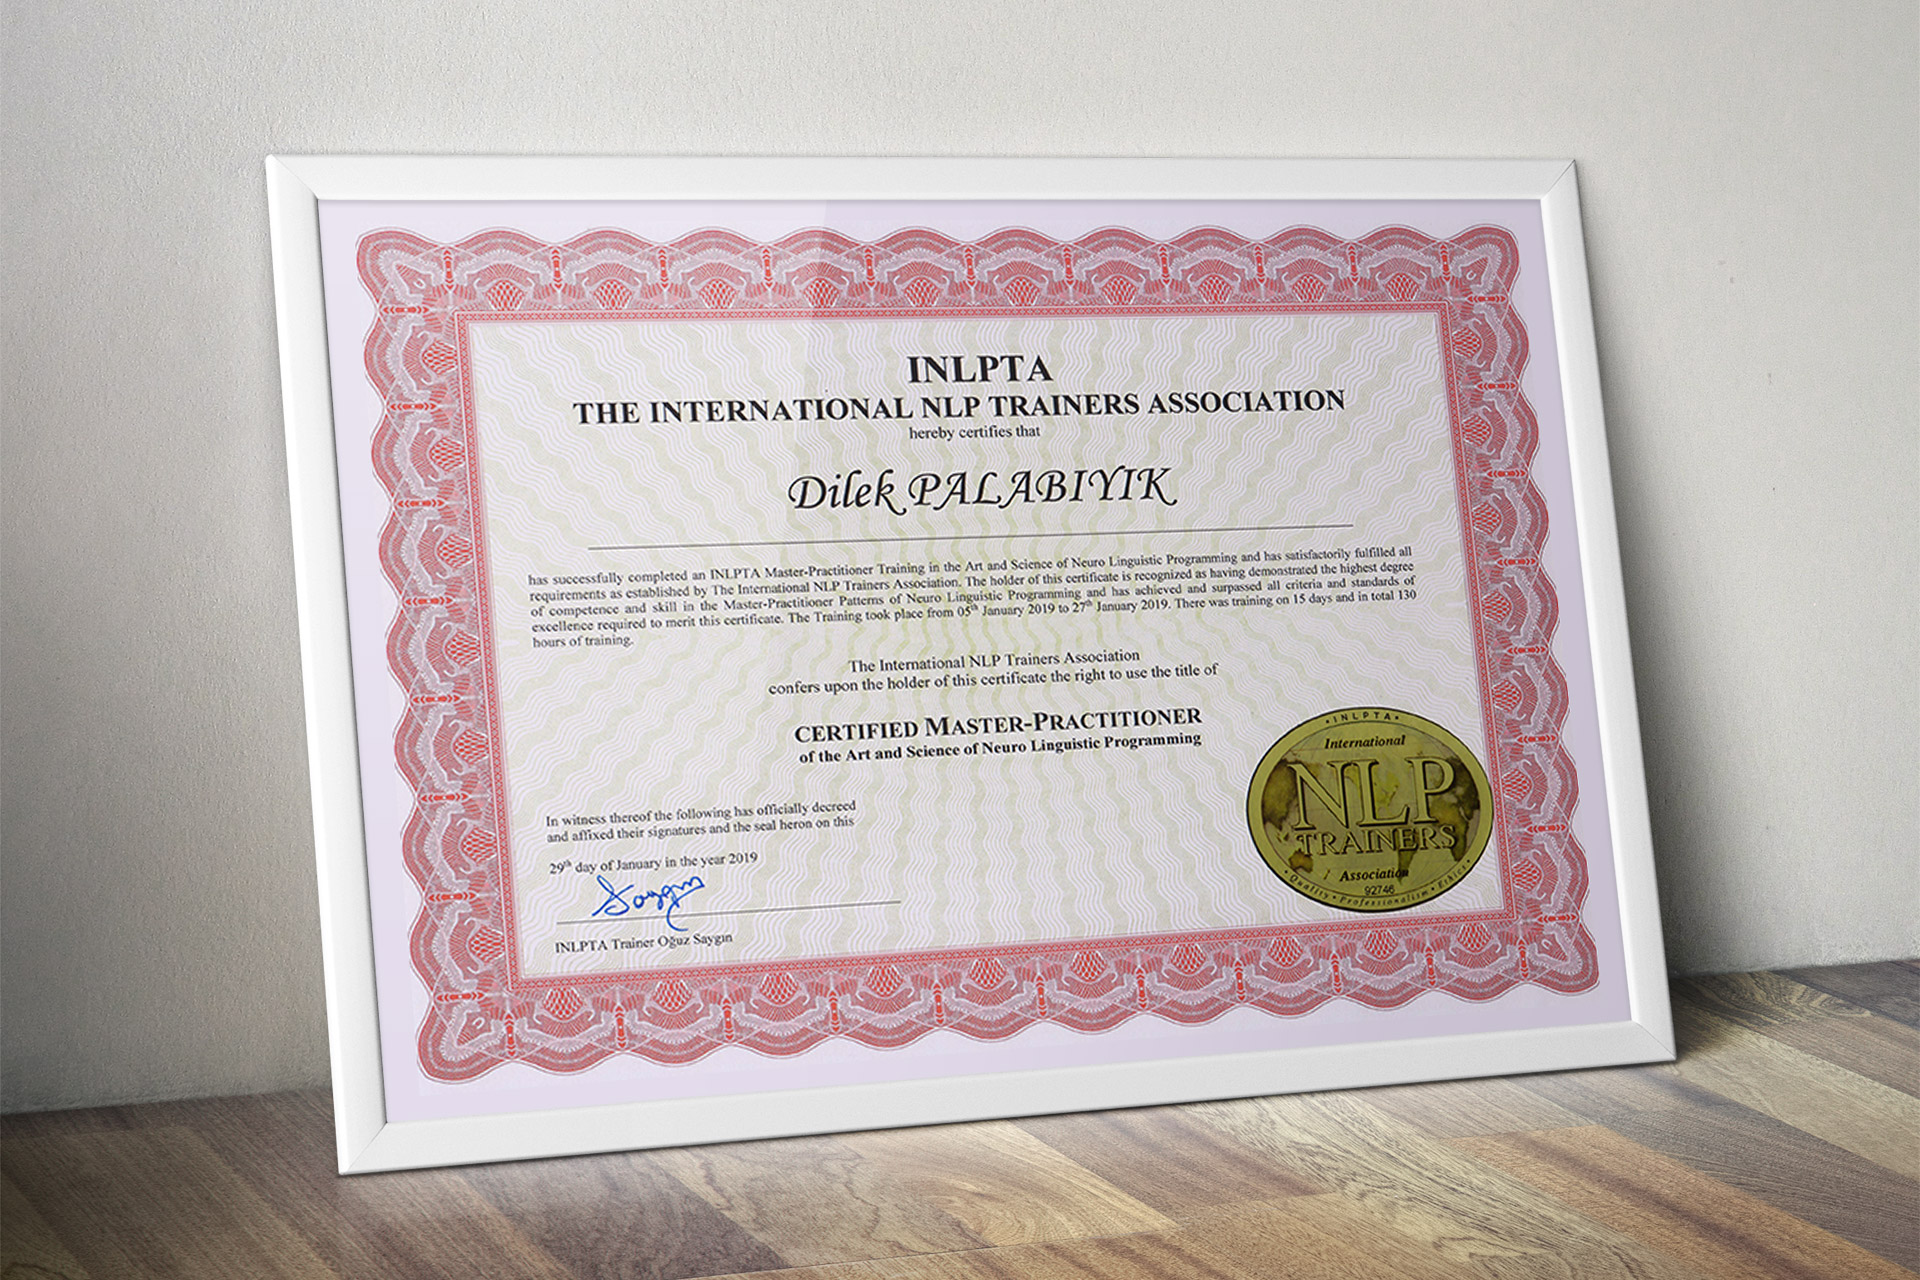 INLPTA
THE INTERNATIONAL NLP TRAINERS ASSOCIATION
hereby certifies that
Dilek PALABIYIK
has successfully completed an INLPTA Master-Practitioner Training in the Art and Science of Neuro Linguistic Programming and has satisfactorily fulfilled all
requirements as established by The International NLP Trainers Association. The holder of this certificate is recognized as having demonstrated the highest degree
of competence and skill in the Master-Practitioner Patterns of Neuro Linguistic Programming and has achieved and surpassed all criteria and standards of
excellence required to merit this certificate. The Training took place from 05th January 2019 to 27th January 2019. There was training on 15 days and in total 130
hours of training.
The International NLP Trainers Association
confers upon the holder of this certificate the right to use the title of
CERTIFIED MASTER-PRACTITIONER
of the Art and Science of Neuro Linguistic Programming
In witness thereof the following has officially decreed
and affixed their signatures and the seal heron on this
29th day of January in the year 2019
Saygın
INLPTA Trainer Oğuz Saygın
• INLPTA •
International
NLP
TRAINERS
Association
92746
• Quality • Professionalism • Ethics •